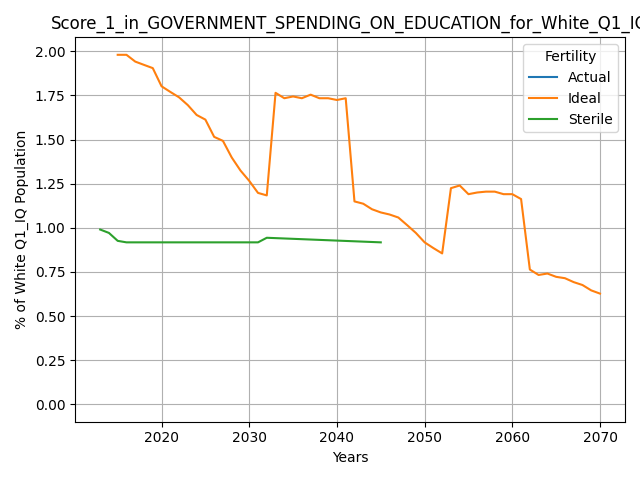 Score_1_in_GOVERNMENT_SPENDING_ON_EDUCATION_for_White_Q1_IQ
Fertility
Actual
Ideal
Sterile
% of White Q1_IQ Population
2.00
1.75
1.50
1.25
1.00
0.75
0.50
0.25
0.00
2020 2030 2040 2050 2060 2070
Years